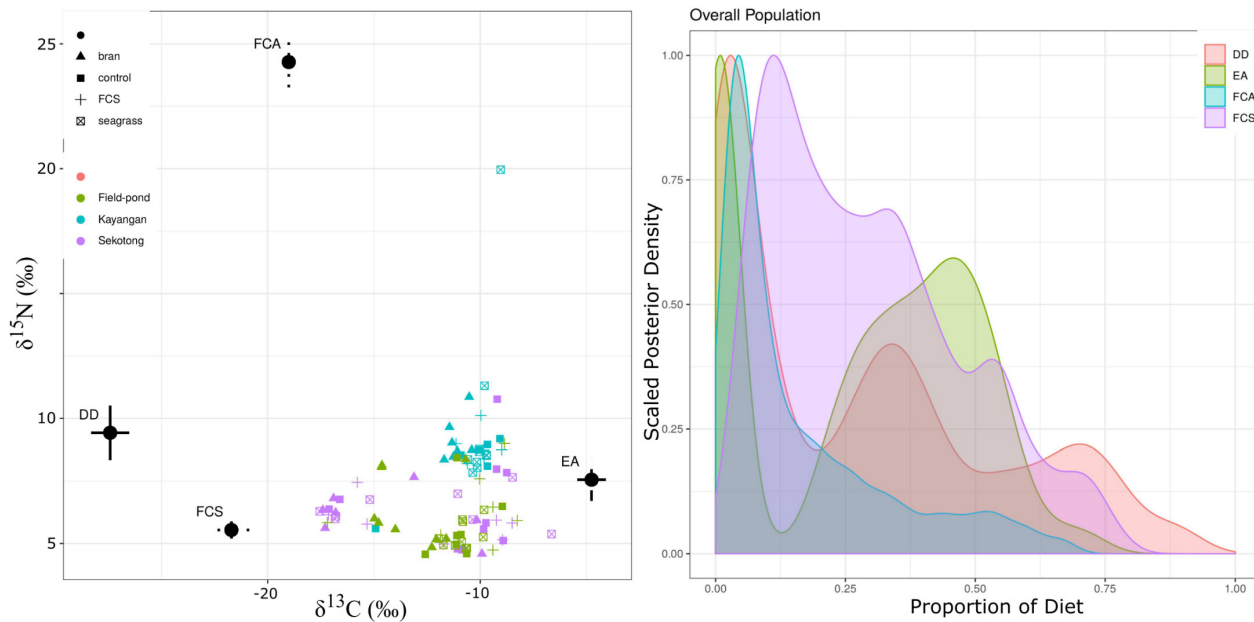 25
20
10
5
δ15N (‰)
bran
control
FCS
seagrass
Field-pond
Kayangan
Sekotong
FCA
DD
FCS
EA
-20
-10
δ13C (‰)
Overall Population
1.00
0.75
0.50
0.25
0.00
Scaled Posterior Density
0.00
0.25
0.50
0.75
1.00
Proportion of Diet
DD
EA
FCA
FCS